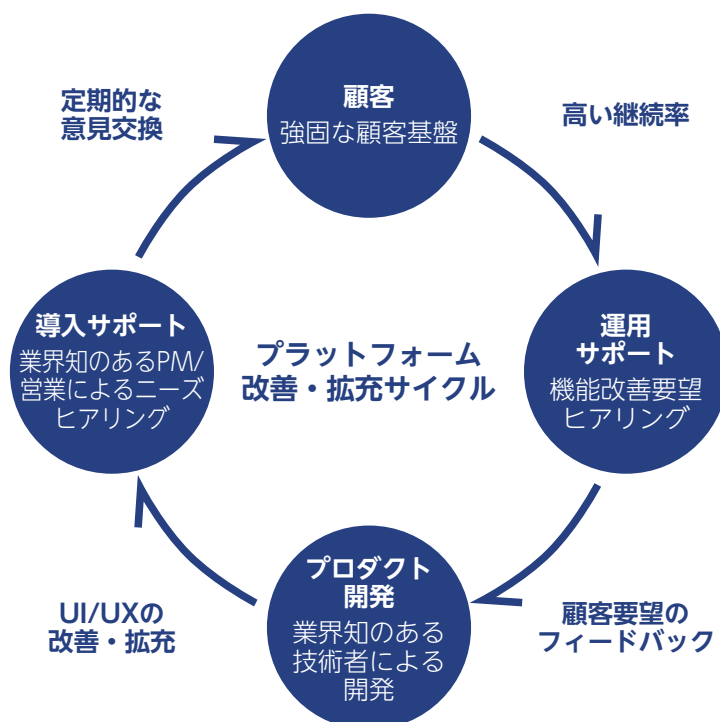 顧客
強固な顧客基盤
定期的な
意見交換
高い継続率
導入サポート
業界知のあるPM/
営業によるニーズ
ヒアリング
プラットフォーム
改善・拡充サイクル
運用
サポート
機能改善要望
ヒアリング
プロダクト
開発
業界知のある
技術者による
開発
UI/UXの
改善・拡充
顧客要望の
フィードバック